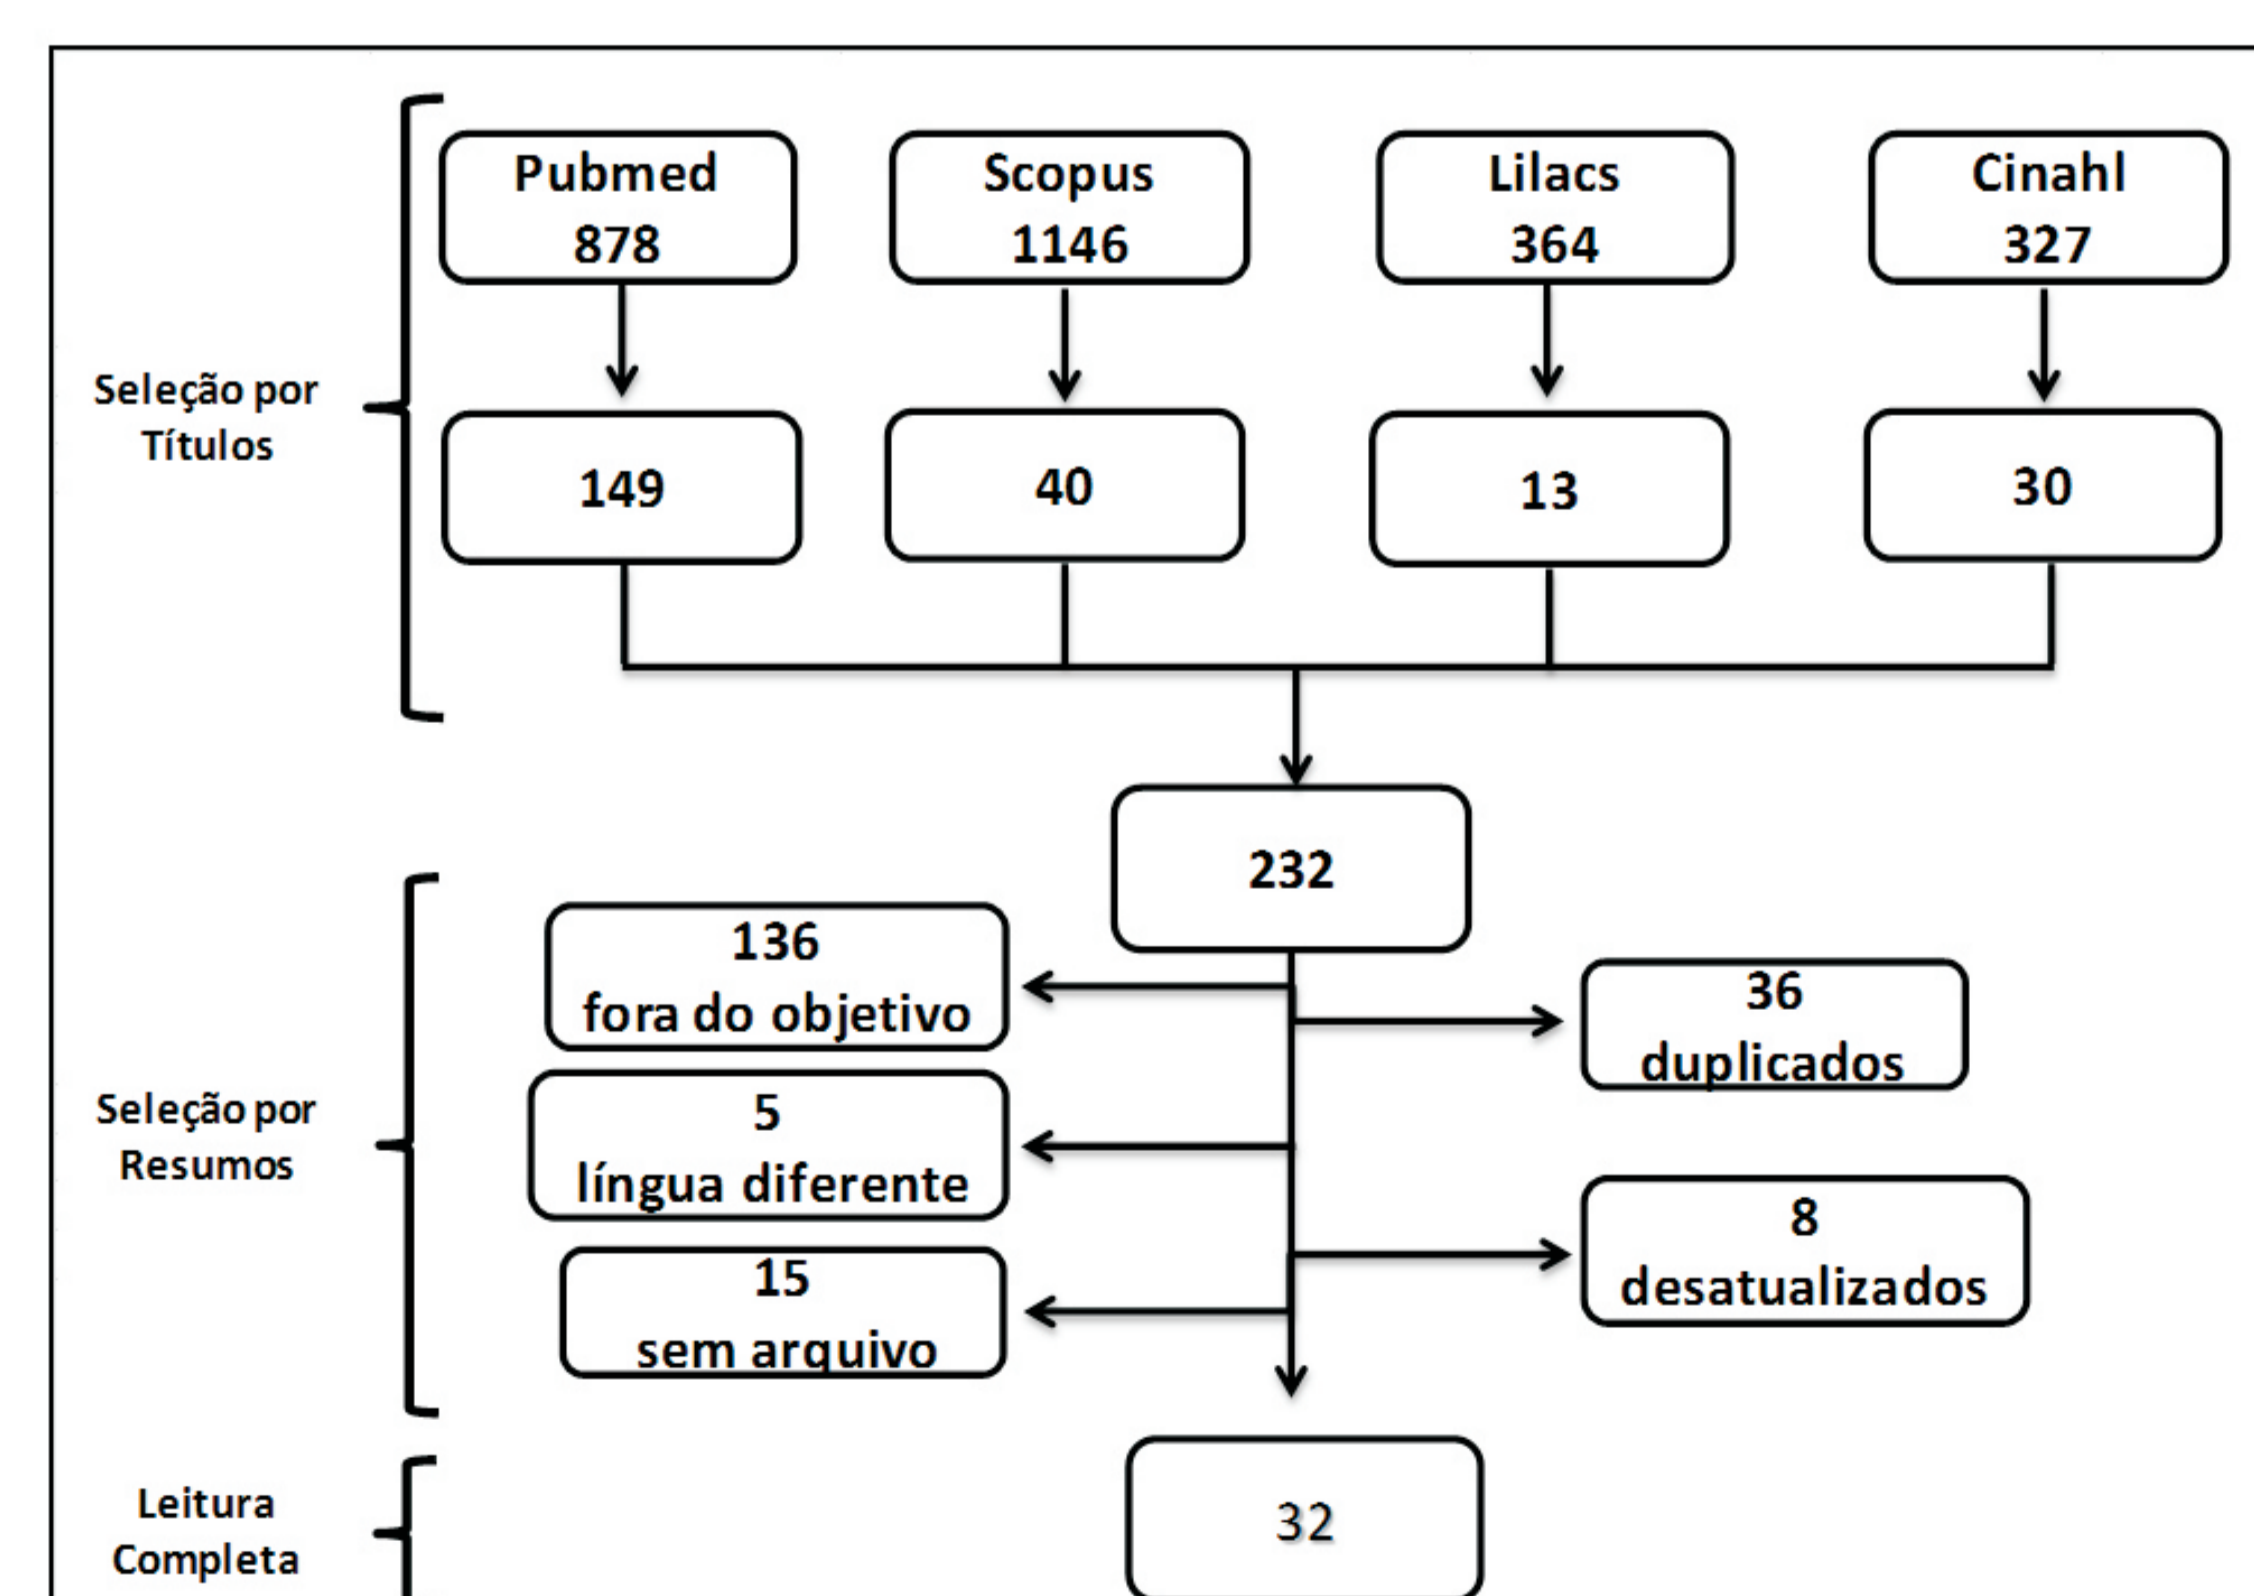 Pubmed
878
Scopus
1146
Lilacs
364
Cinahl
327
Seleção por
Títulos
149
40
13
30
232
136
fora do objetivo
36
duplicados
5
língua diferente
Seleção por
Resumos
8
desatualizados
15
sem arquivo
32
Leitura
Completa